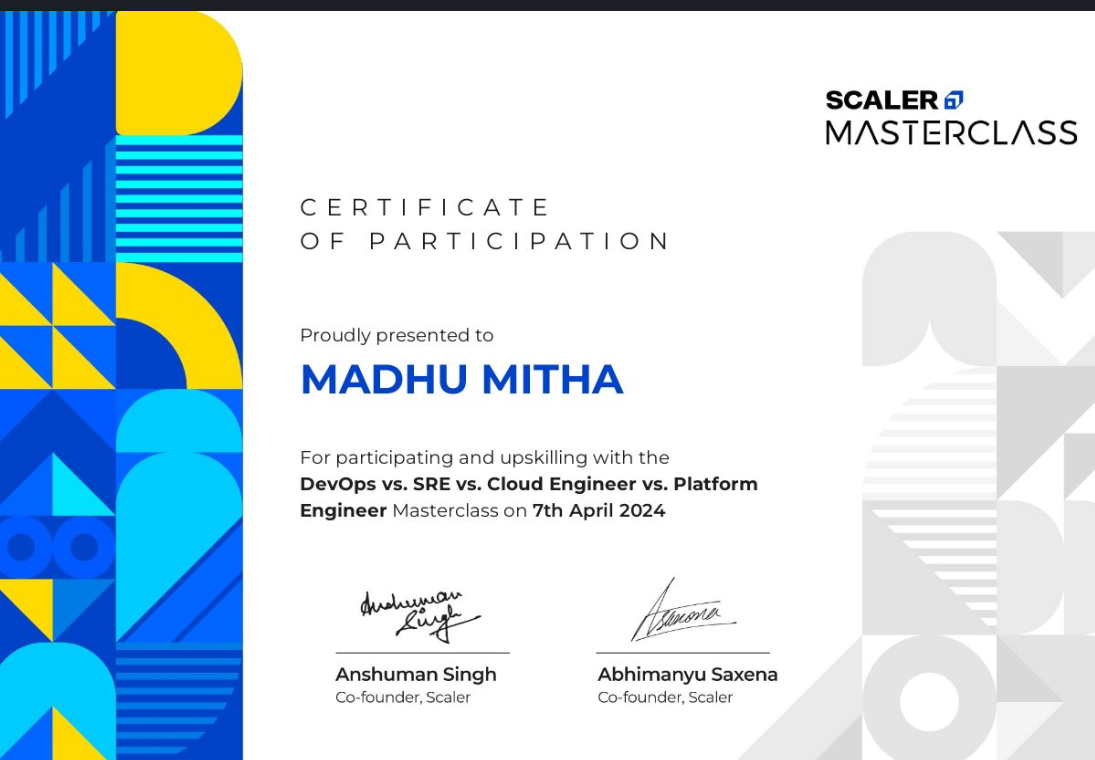 SCALER
MASTERCLASS
CERTIFICATE
OF PARTICIPATION
Proudly presented to
MADHU MITHA
For participating and upskilling with the
DevOps vs. SRE vs. Cloud Engineer vs. Platform
Engineer Masterclass on 7th April 2024
Anshuman
Singh
Asaxena
Anshuman Singh
Abhimanyu Saxena
Co-founder, Scaler
Co-founder, Scaler